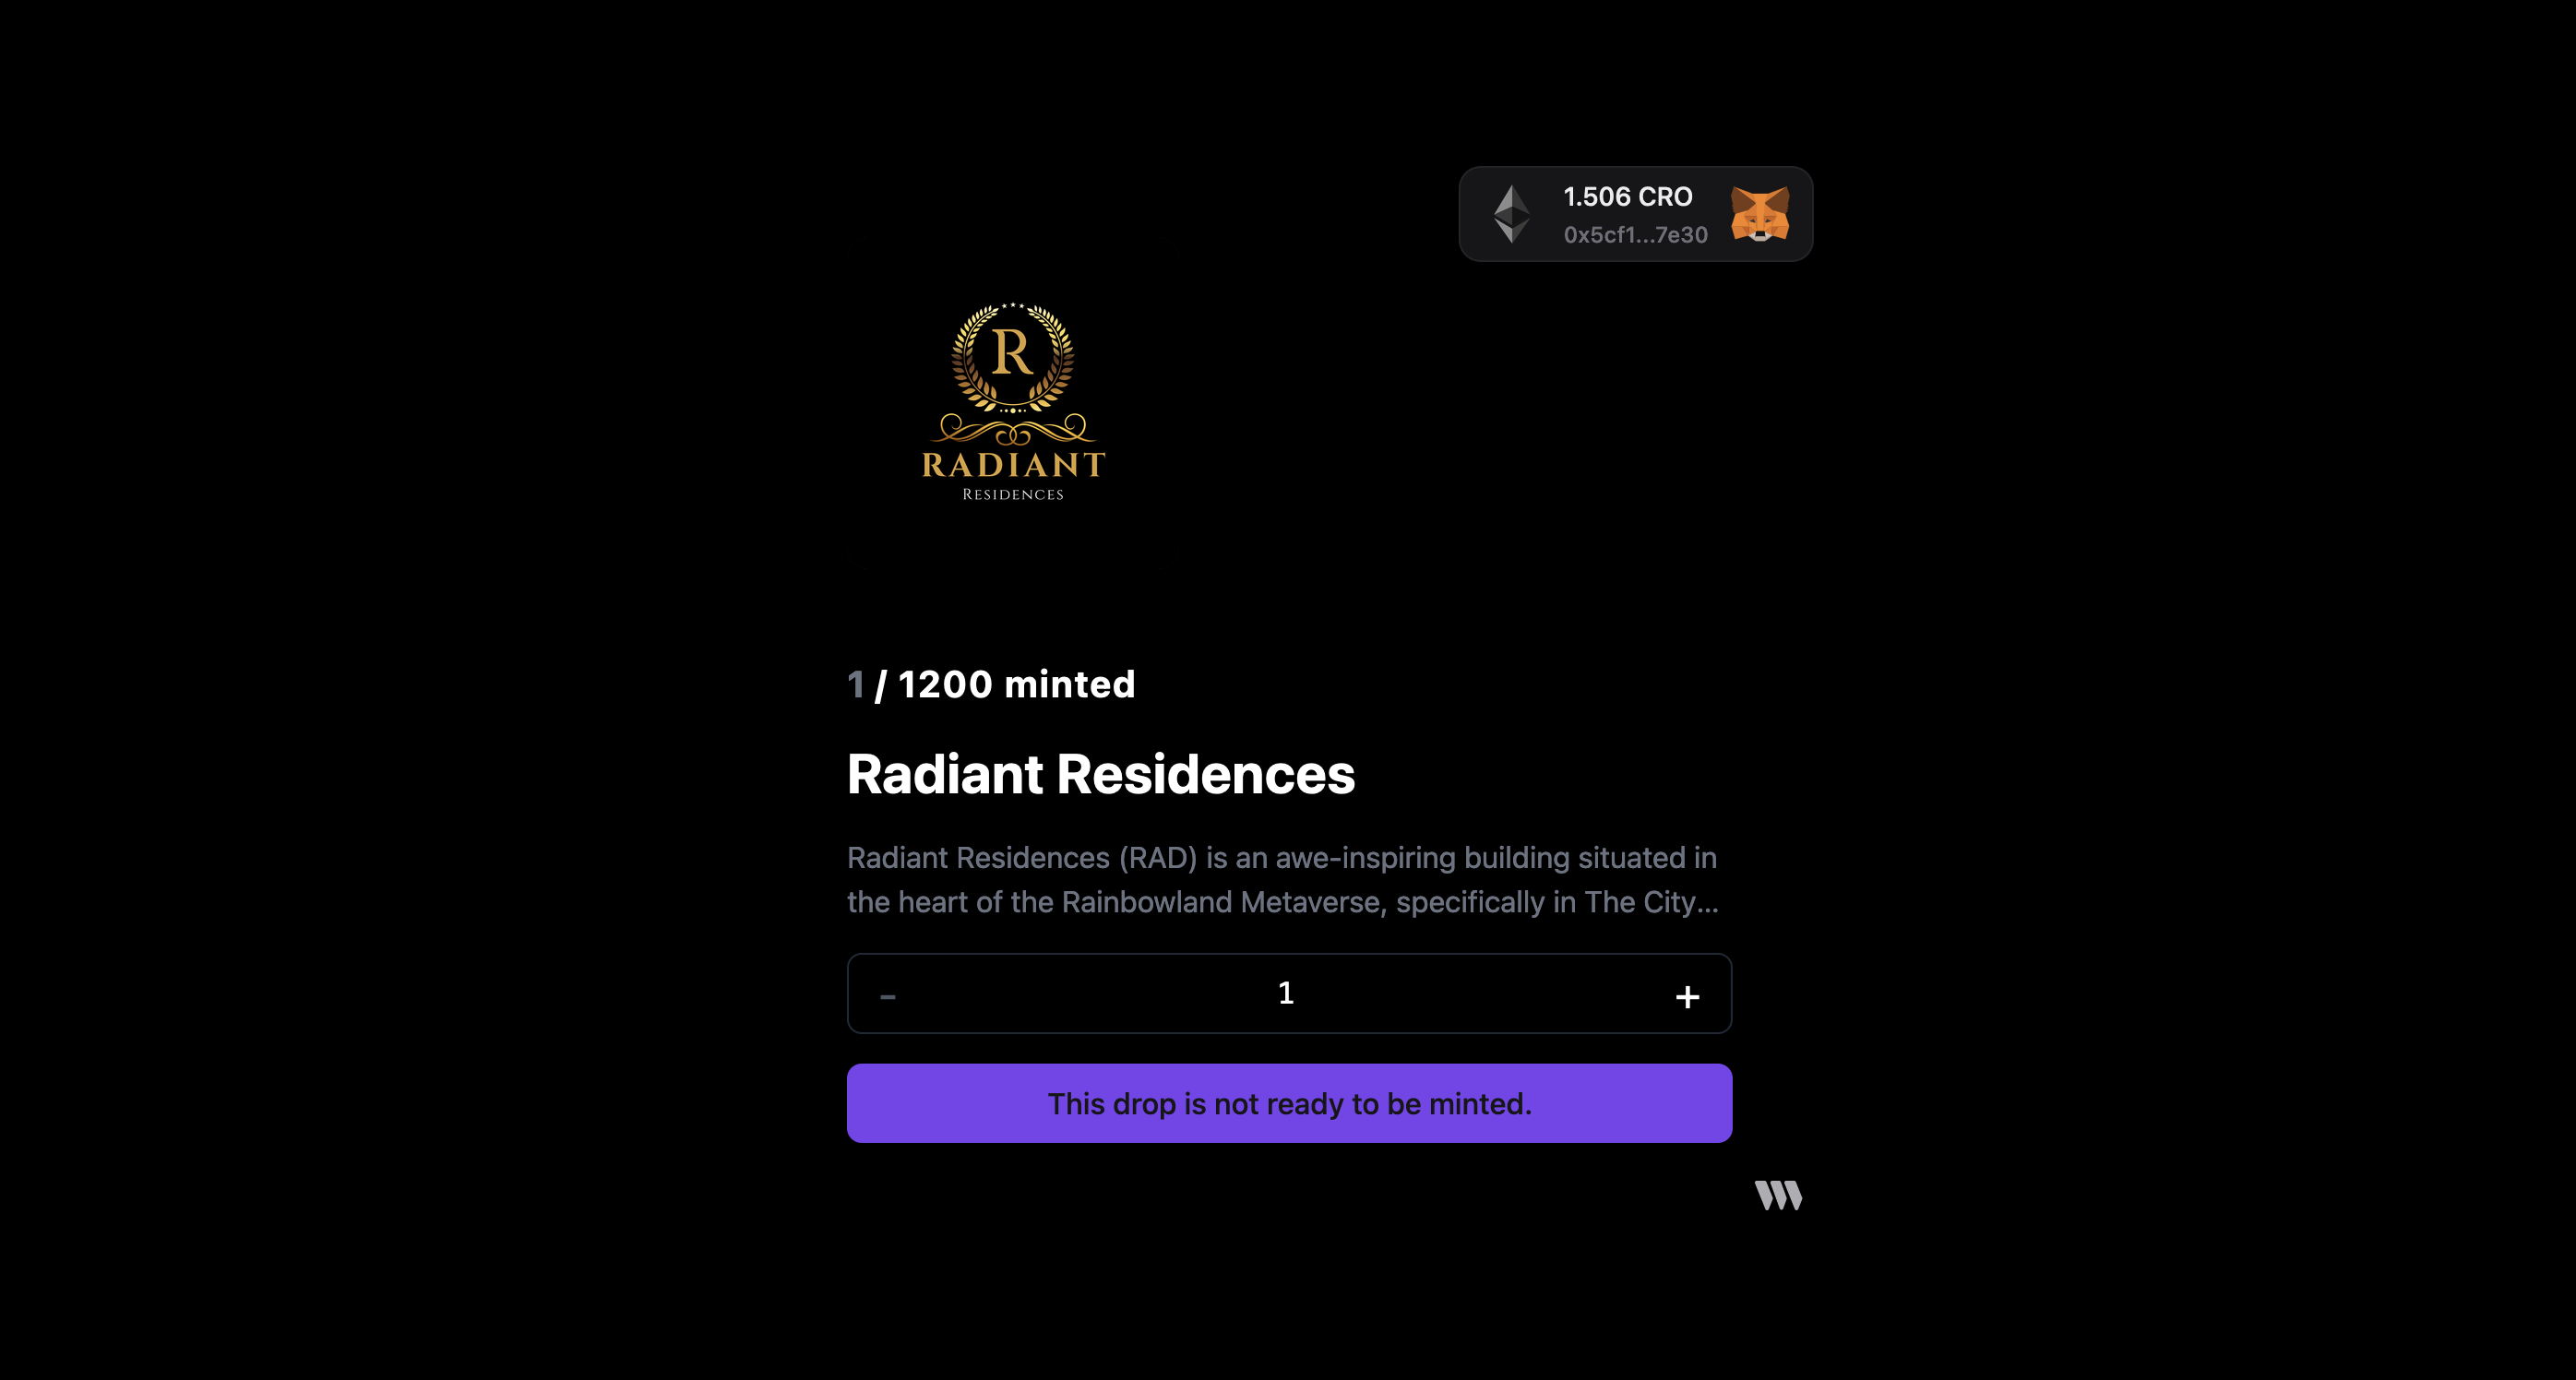 1.506 CRO
0x5cf1...7e30
R
RADIANT
RESIDENCES
1 / 1200 minted
Radiant Residences
Radiant Residences (RAD) is an awe-inspiring building situated in
the heart of the Rainbowland Metaverse, specifically in The City...
- 1 +
This drop is not ready to be minted.